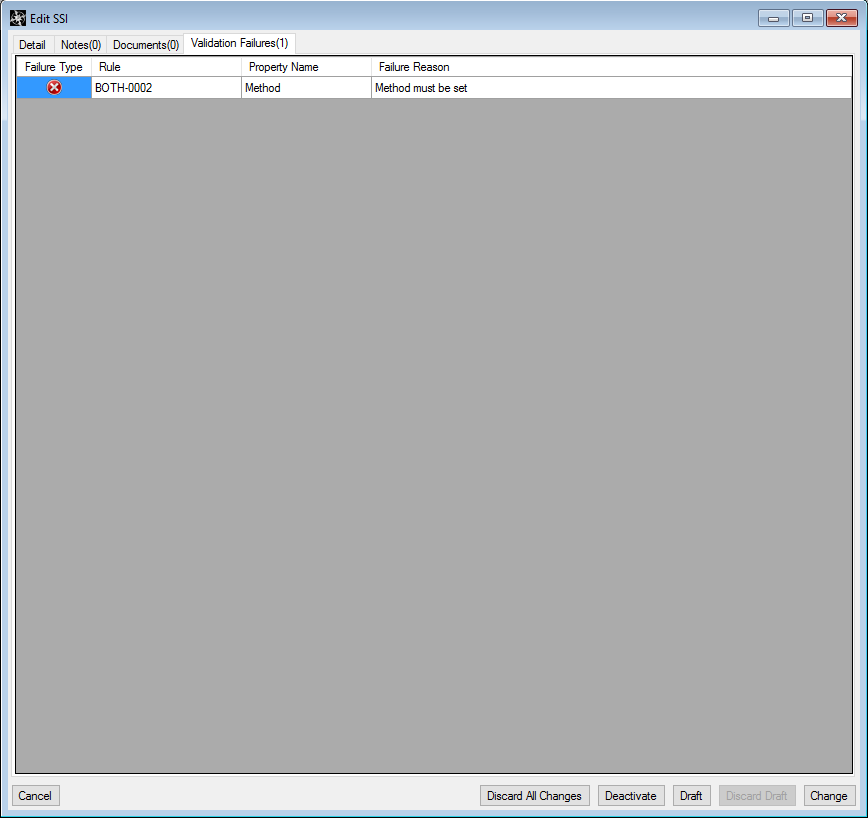 Edit SSI
Detail Notes(0) Documents(0) Validation Failures(1)
Failure Type Rule Property Name Failure Reason
BOTH-0002 Method Method must be set
Cancel Discard All Changes Deactivate Draft Discard Draft Change